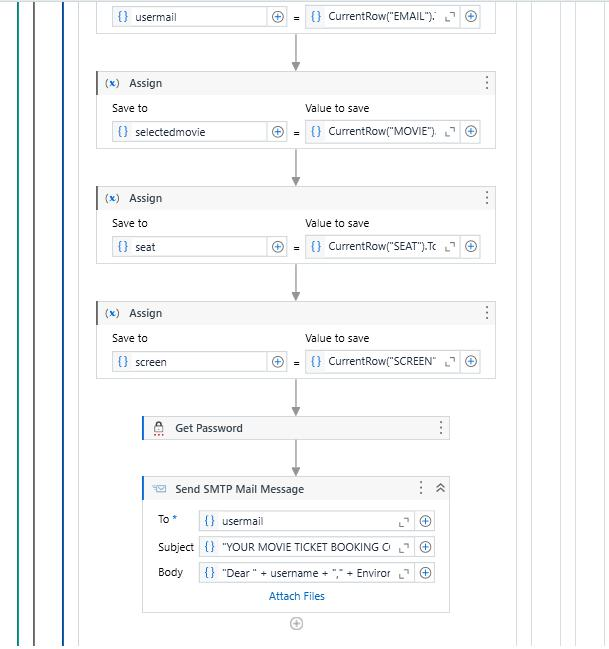 {} usermail = {} CurrentRow("EMAIL").
(x) Assign
Save to Value to save
{} selectedmovie = {} CurrentRow("MOVIE").
(x) Assign
Save to Value to save
{} seat = {} CurrentRow("SEAT").To
(x) Assign
Save to Value to save
{} screen = {} CurrentRow("SCREEN"
Get Password
Send SMTP Mail Message
To * {} usermail
Subject {} "YOUR MOVIE TICKET BOOKING CO
Body {} "Dear " + username + "," + Environ
Attach Files